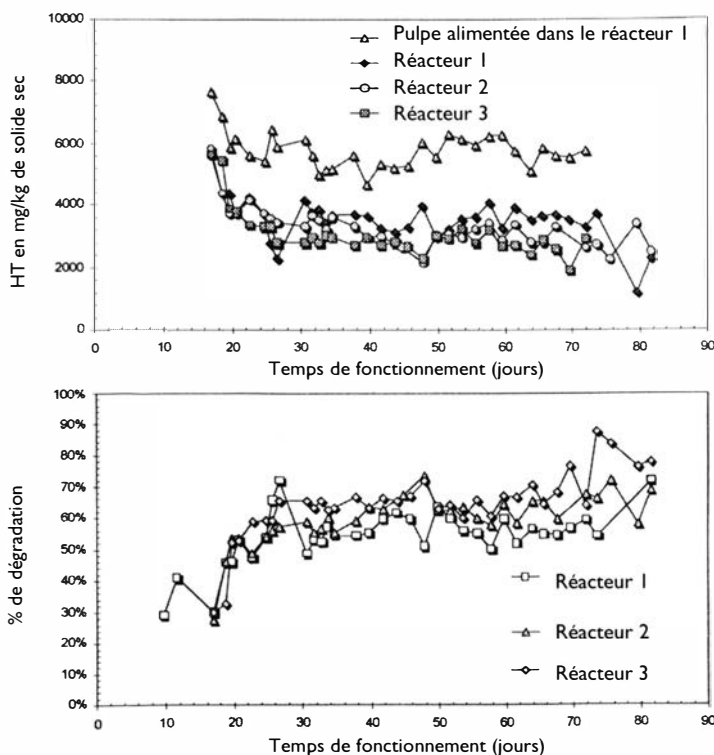 10000
8000
6000
4000
2000
0
HT en mg/kg de solide sec
Pulpe alimentée dans le réacteur 1
Réacteur 1
Réacteur 2
Réacteur 3
0 10 20 30 40 50 60 70 80 90
Temps de fonctionnement (jours)
100%
90%
80%
70%
60%
50%
40%
30%
20%
10%
0%
% de dégradation
Réacteur 1
Réacteur 2
Réacteur 3
0 10 20 30 40 50 60 70 80 90
Temps de fonctionnement (jours)